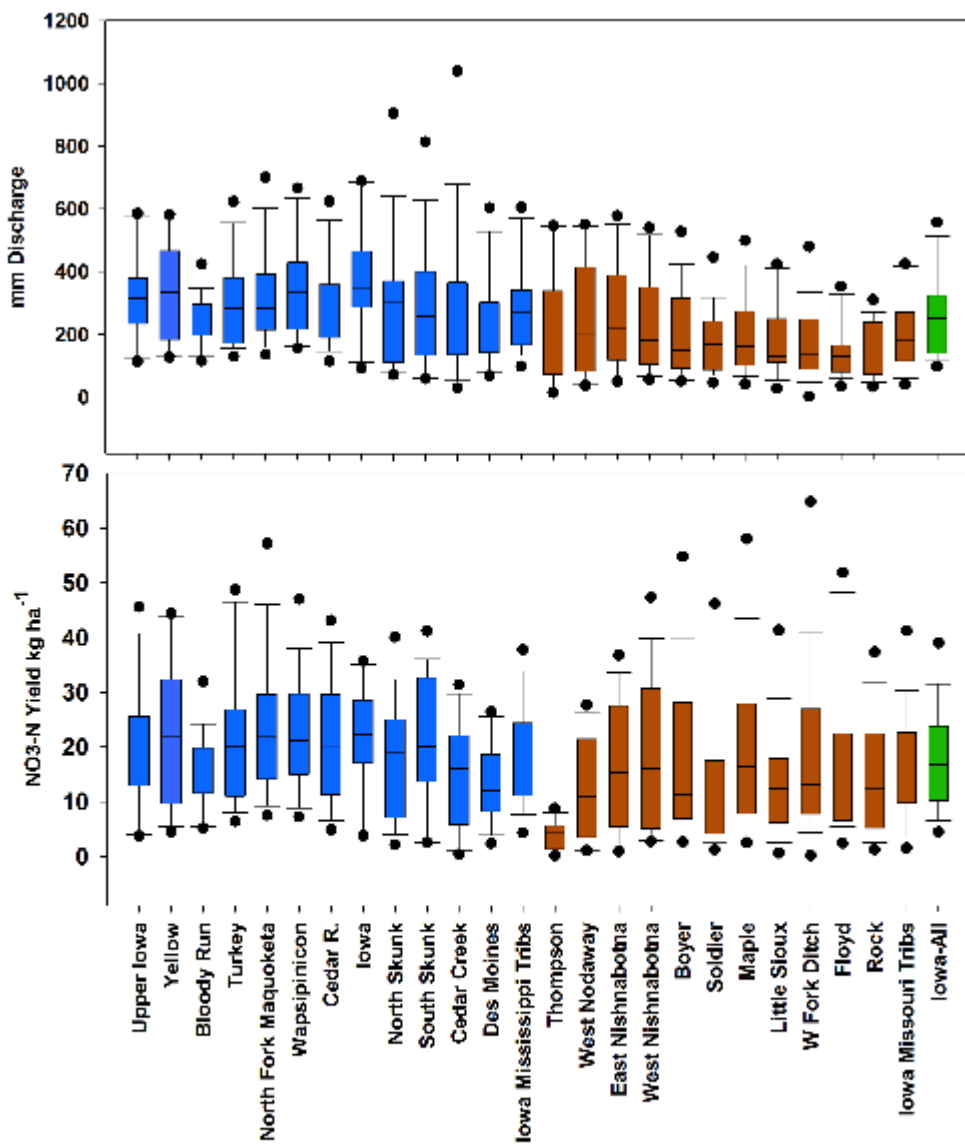 1200
1000
800
600
400
200
0
mm Discharge
70
60
50
40
30
20
10
0
NO3-N Yield kg ha⁻¹
Upper Iowa
Yellow
Bloody Run
Turkey
North Fork Maquoketa
Wapsipinicon
Cedar R.
Iowa
North Skunk
South Skunk
Cedar Creek
Des Moines
Iowa Mississippi Tribs
Thompson
West Nodaway
East Nishnabotna
West Nishnabotna
Boyer
Soldier
Maple
Little Sioux
W Fork Ditch
Floyd
Rock
Iowa Missouri Tribs
Iowa-All